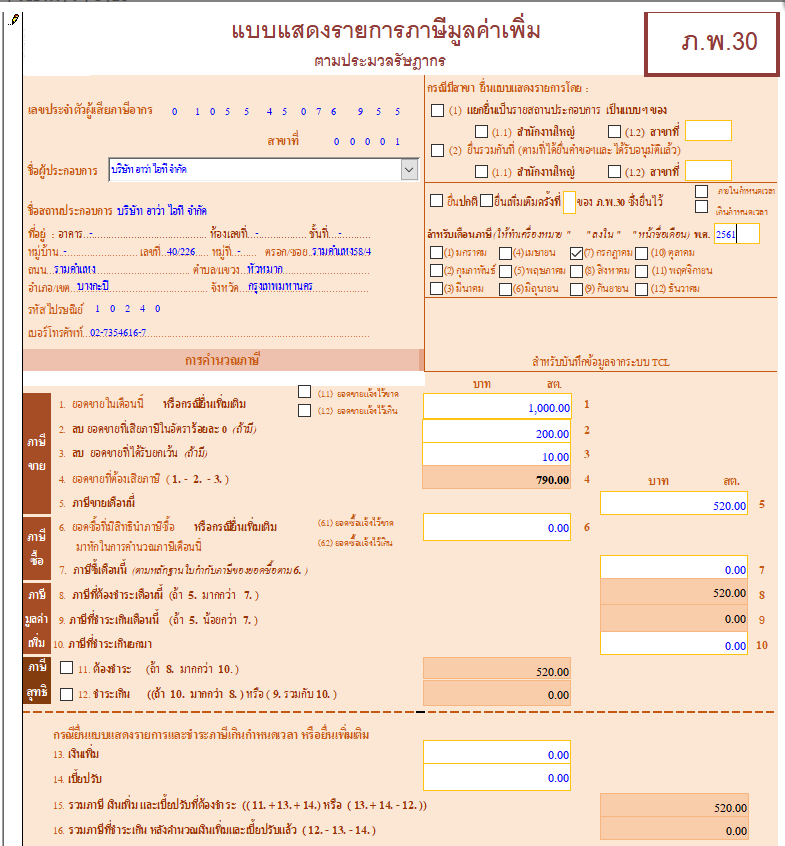 แบบแสดงรายการภาษีมูลค่าเพิ่ม
ตามประมวลรัษฎากร
ภ.พ.30
เลขประจำตัวผู้เสียภาษีอากร 0 1055 45076 955
สาขาที่ 00001
ชื่อผู้ประกอบการ บริษัท อาว่า ไอที จำกัด
ชื่อสถานประกอบการ บริษัท อาว่า ไอที จำกัด
ที่อยู่ : อาคาร - ห้องเลขที่ - ชั้นที่ -
หมู่บ้าน - เลขที่ 40/226 หมู่ที่ - ตรอก/ซอย รามคำแหง58/4
ถนน รามคำแหง ตำบล/แขวง หัวหมาก
อำเภอ/เขต บางกะปิ จังหวัด กรุงเทพมหานคร
รหัสไปรษณีย์ 10240
เบอร์โทรศัพท์ 02-7354616-7
กรณีมีสาขา ยื่นแบบแสดงรายการโดย :
(1) แยกยื่นเป็นรายสถานประกอบการ เป็นแบบฯของ
(1.1) สำนักงานใหญ่ (1.2) สาขาที่
(2) ยื่นรวมกันที่ (ตามที่ได้ยื่นคำขอฯและได้รับอนุมัติแล้ว)
(1.1) สำนักงานใหญ่ (1.2) สาขาที่
ยื่นปกติ ยื่นเพิ่มเติมครั้งที่ ของ ภ.พ.30 ซึ่งยื่นไว้
ภายในกำหนดเวลา
เกินกำหนดเวลา
สำหรับเดือนภาษี (ให้ทำเครื่องหมาย " " ลงใน " " หน้าชื่อเดือน) พ.ศ. 2561
(1) มกราคม (4) เมษายน (7) กรกฎาคม (10) ตุลาคม
(2) กุมภาพันธ์ (5) พฤษภาคม (8) สิงหาคม (11) พฤศจิกายน
(3) มีนาคม (6) มิถุนายน (9) กันยายน (12) ธันวาคม
การคำนวณภาษี
สำหรับบันทึกข้อมูลจากระบบ TCL
บาท สต.
ภาษีขาย
1. ยอดขายในเดือนนี้ หรือกรณียื่นเพิ่มเติม (1.1) ยอดขายแจ้งไว้ขาด 1,000.00 1
(1.2) ยอดขายแจ้งไว้เกิน
2. ลบ ยอดขายที่เสียภาษีในอัตราร้อยละ 0 (ถ้ามี) 200.00 2
3. ลบ ยอดขายที่ได้รับยกเว้น (ถ้ามี) 10.00 3
4. ยอดขายที่ต้องเสียภาษี ( 1. - 2. - 3. ) 790.00 4
บาท สต.
5. ภาษีขายเดือนนี้ 520.00 5
ภาษีซื้อ
6. ยอดซื้อที่มีสิทธินำภาษีซื้อ หรือกรณียื่นเพิ่มเติม (6.1) ยอดซื้อแจ้งไว้ขาด 0.00 6
มาหักในการคำนวณภาษีเดือนนี้ (6.2) ยอดซื้อแจ้งไว้เกิน
7. ภาษีซื้อเดือนนี้ (ตามหลักฐานใบกำกับภาษีของยอดซื้อตาม 6. ) 0.00 7
ภาษีมูลค่าเพิ่ม
8. ภาษีที่ต้องชำระเดือนนี้ (ถ้า 5. มากกว่า 7. ) 520.00 8
9. ภาษีที่ชำระเกินเดือนนี้ (ถ้า 5. น้อยกว่า 7. ) 0.00 9
10. ภาษีที่ชำระเกินยกมา 0.00 10
ภาษีสุทธิ
11. ต้องชำระ (ถ้า 8. มากกว่า 10. ) 520.00
12. ชำระเกิน ((ถ้า 10. มากกว่า 8. ) หรือ ( 9. รวมกับ 10. ) 0.00
กรณียื่นแบบแสดงรายการและชำระภาษีเกินกำหนดเวลา หรือยื่นเพิ่มเติม
13. เงินเพิ่ม 0.00
14. เบี้ยปรับ 0.00
15. รวมภาษี เงินเพิ่ม และเบี้ยปรับที่ต้องชำระ (( 11. + 13. + 14.) หรือ ( 13. + 14. - 12. )) 520.00
16. รวมภาษีที่ชำระเกิน หลังคำนวณเงินเพิ่มและเบี้ยปรับแล้ว ( 12. - 13. - 14. ) 0.00